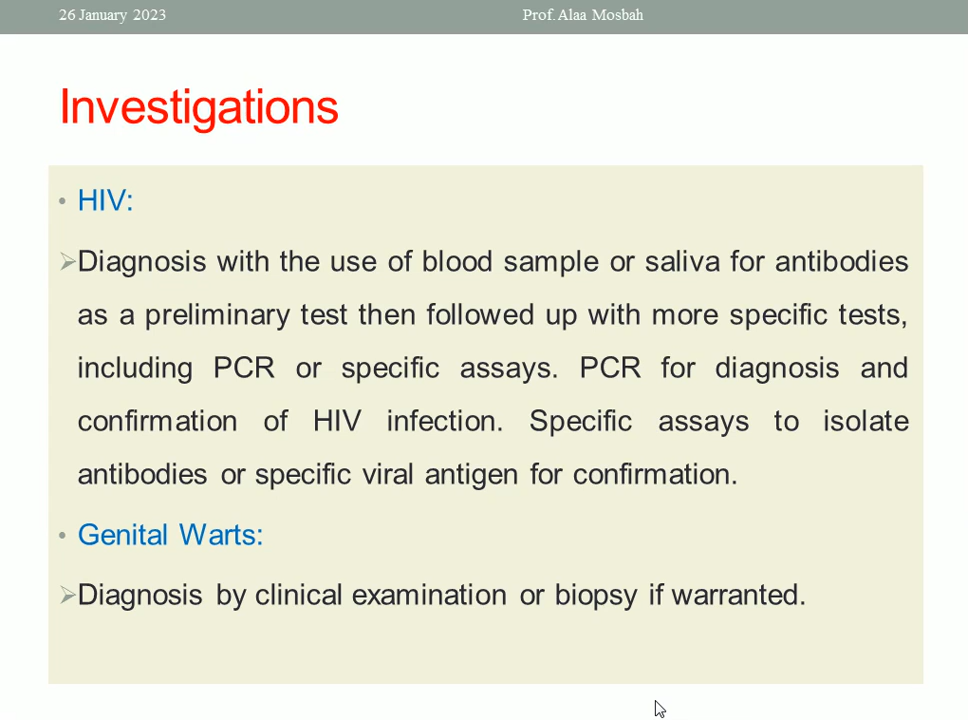 26 January 2023
Prof. Alaa Mosbah
Investigations
• HIV:
➢Diagnosis with the use of blood sample or saliva for antibodies
as a preliminary test then followed up with more specific tests,
including PCR or specific assays. PCR for diagnosis and
confirmation of HIV infection. Specific assays to isolate
antibodies or specific viral antigen for confirmation.
• Genital Warts:
➢Diagnosis by clinical examination or biopsy if warranted.